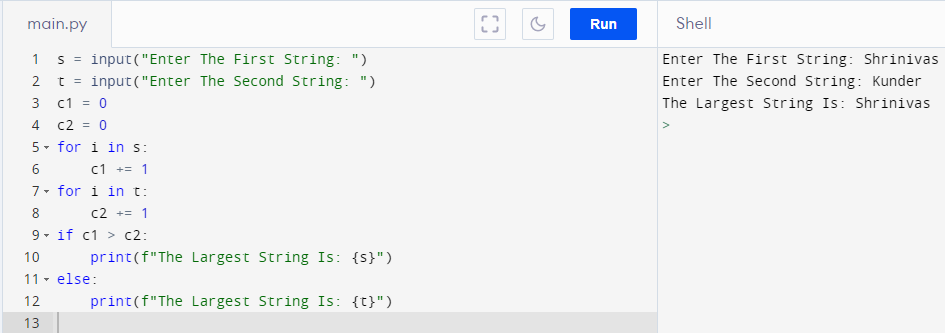 main.py
Run
Shell
1 s = input("Enter The First String: ")
2 t = input("Enter The Second String: ")
3 c1 = 0
4 c2 = 0
5 for i in s:
6     c1 += 1
7 for i in t:
8     c2 += 1
9 if c1 > c2:
10     print(f"The Largest String Is: {s}")
11 else:
12     print(f"The Largest String Is: {t}")
13
Enter The First String: Shrinivas
Enter The Second String: Kunder
The Largest String Is: Shrinivas
>